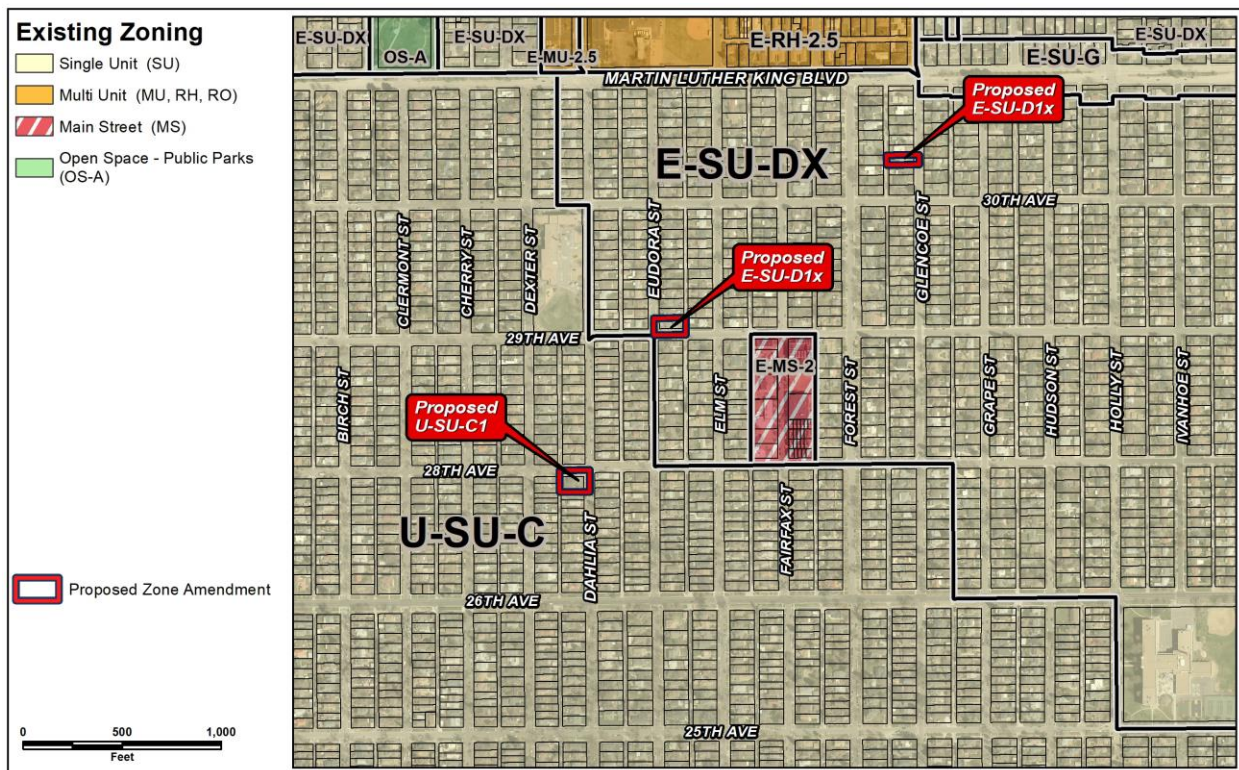 Existing Zoning
Single Unit (SU)
Multi Unit (MU, RH, RO)
Main Street (MS)
Open Space - Public Parks
(OS-A)
Proposed Zone Amendment
0 500 1,000
Feet
E-SU-DX
OS-A
E-SU-DX
E-MU-2.5
E-RH-2.5
E-SU-G
E-SU-DX
MARTIN LUTHER KING BLVD
Proposed
E-SU-D1x
E-SU-DX
30TH AVE
CLERMONT ST
CHERRY ST
DEXTER ST
EUDORA ST
GLENCOE ST
Proposed
E-SU-D1x
29TH AVE
E-MS-2
BIRCH ST
ELM ST
FOREST ST
GRAPE ST
HUDSON ST
HOLLY ST
IVANHOE ST
Proposed
U-SU-C1
28TH AVE
U-SU-C
DAHLIA ST
FAIRFAX ST
26TH AVE
25TH AVE